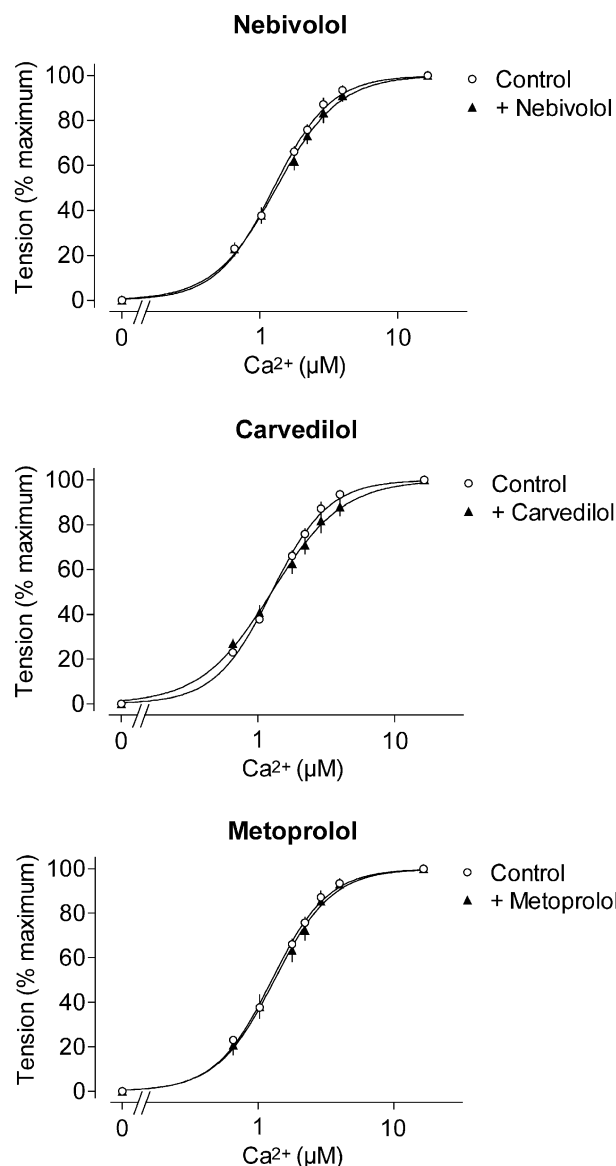 Nebivolol
Tension (% maximum)
100
80
60
40
20
0
0
1
10
Ca²⁺ (µM)
Control
+ Nebivolol
Carvedilol
Tension (% maximum)
100
80
60
40
20
0
0
1
10
Ca²⁺ (µM)
Control
+ Carvedilol
Metoprolol
Tension (% maximum)
100
80
60
40
20
0
0
1
10
Ca²⁺ (µM)
Control
+ Metoprolol